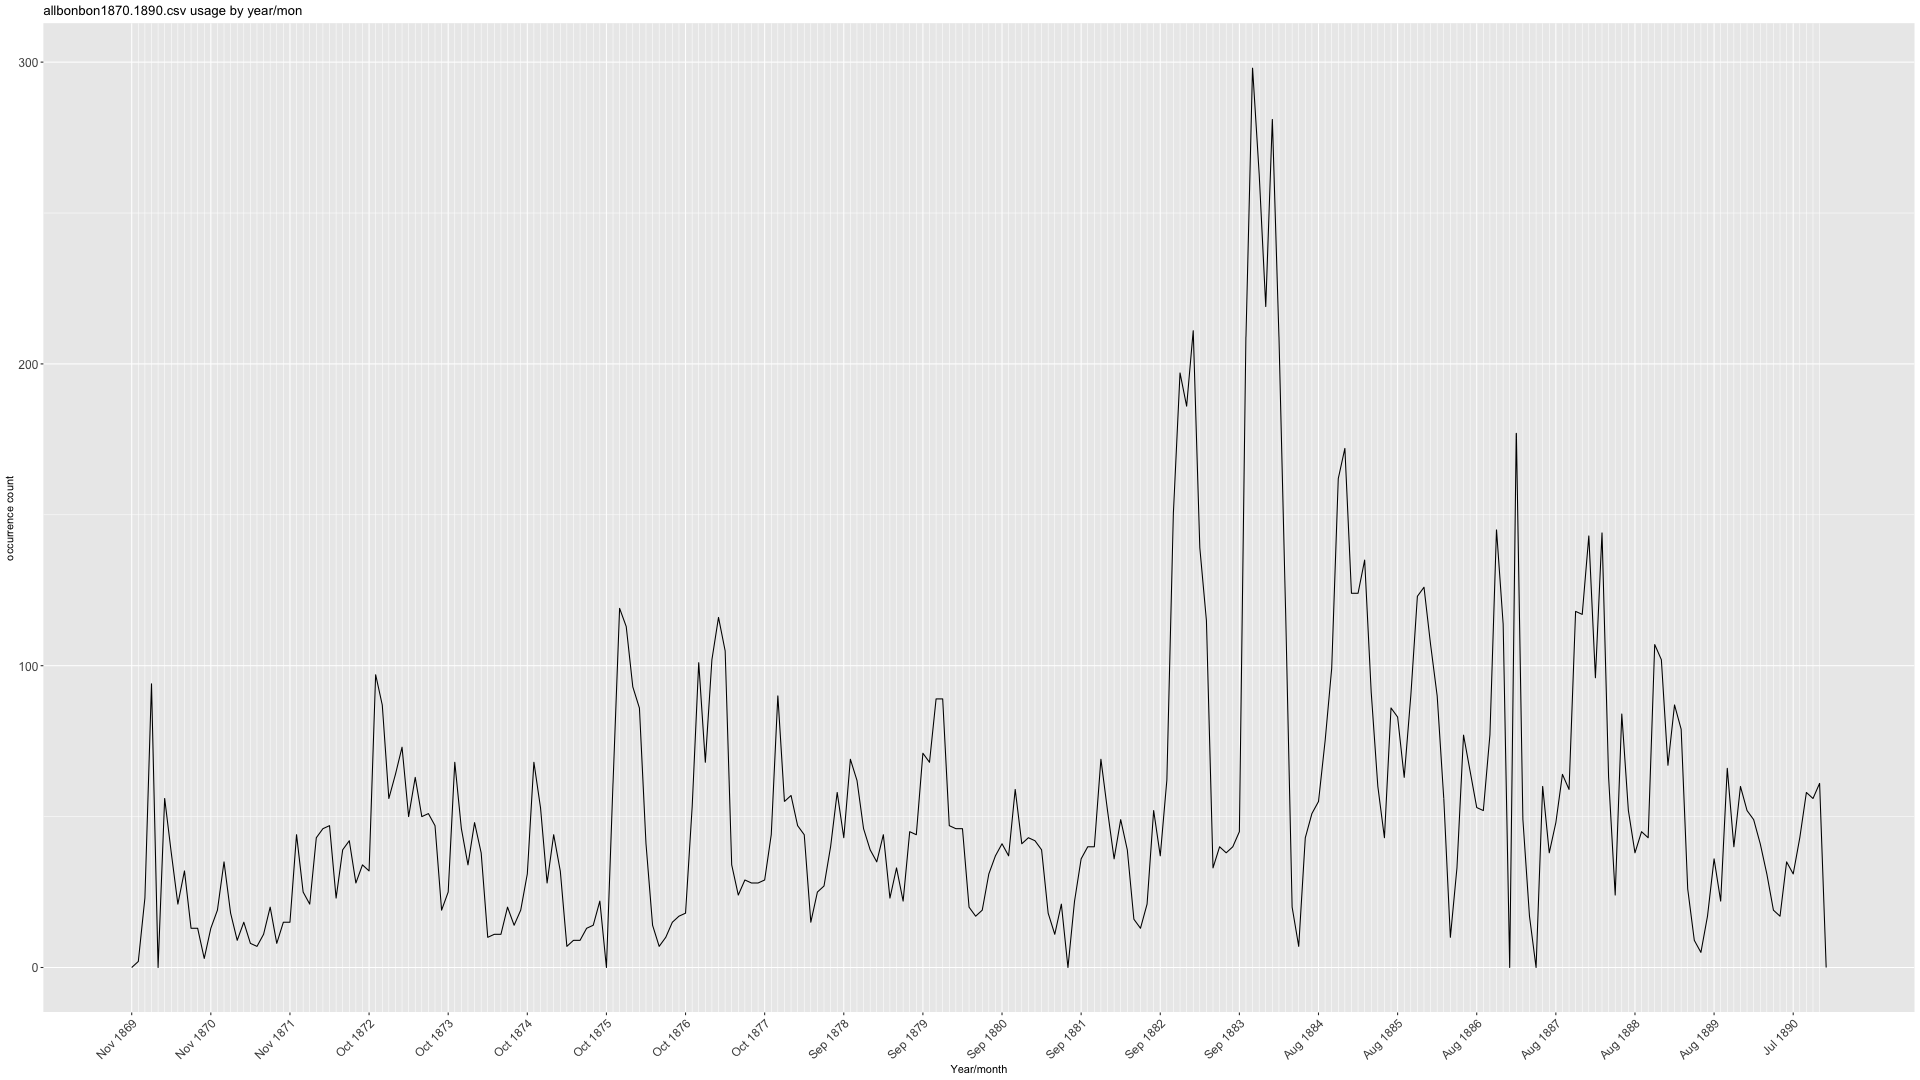 allbonbon1870.1890.csv usage by year/mon
300
200
100
0
occurrence count
Nov 1869
Nov 1870
Nov 1871
Oct 1872
Oct 1873
Oct 1874
Oct 1875
Oct 1876
Oct 1877
Sep 1878
Sep 1879
Sep 1880
Sep 1881
Sep 1882
Sep 1883
Aug 1884
Aug 1885
Aug 1886
Aug 1887
Aug 1888
Aug 1889
Jul 1890
Year/month